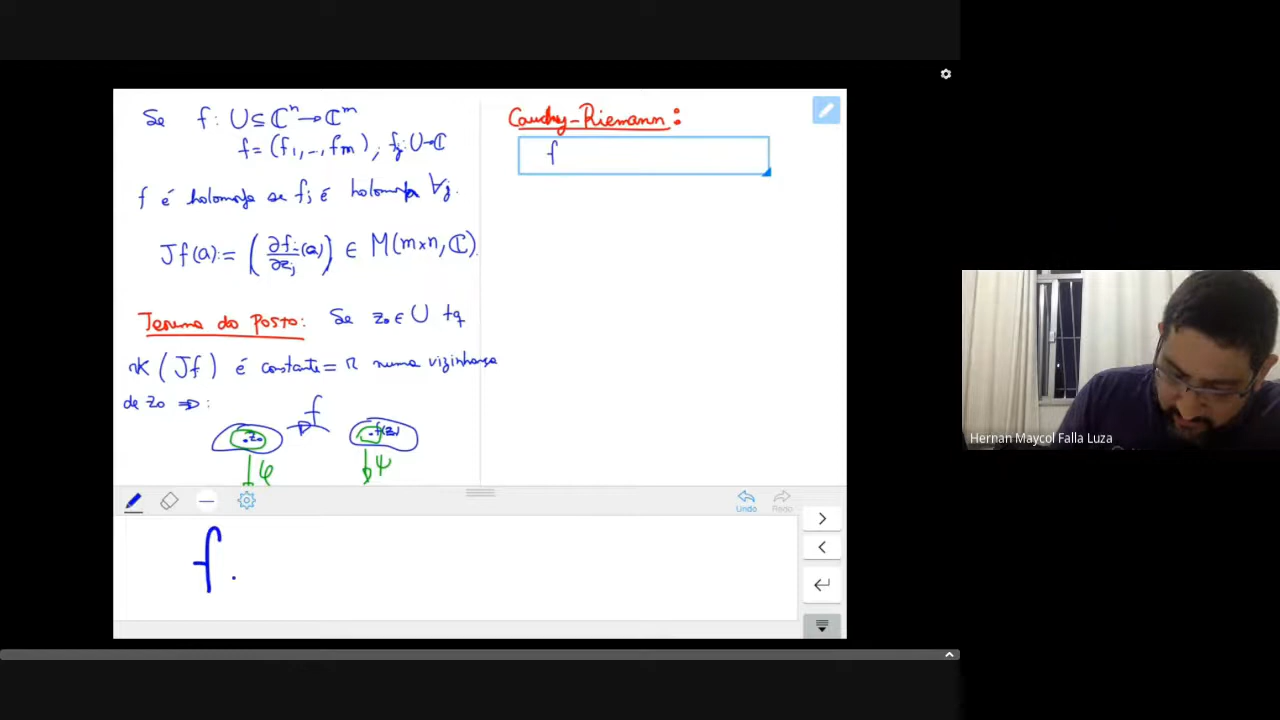 Se f: U ⊆ ℂⁿ → ℂᵐ
f = (f₁, .., fm) ; fj: U→ℂ
f é holomorfa se fj é holomorfa ∀j.
Jf(a) := (∂fi/∂zj (a)) ∈ M(m×n, ℂ).
Teorema do Posto: Se z₀ ∈ U tq
rk (Jf) é constante = r numa vizinhança
de z₀ ⇒ :
f
.z₀ .f(z₀)
φ ψ
Cauchy-Riemann :
f
Undo Redo
f.
Hernan Maycol Falla Luza